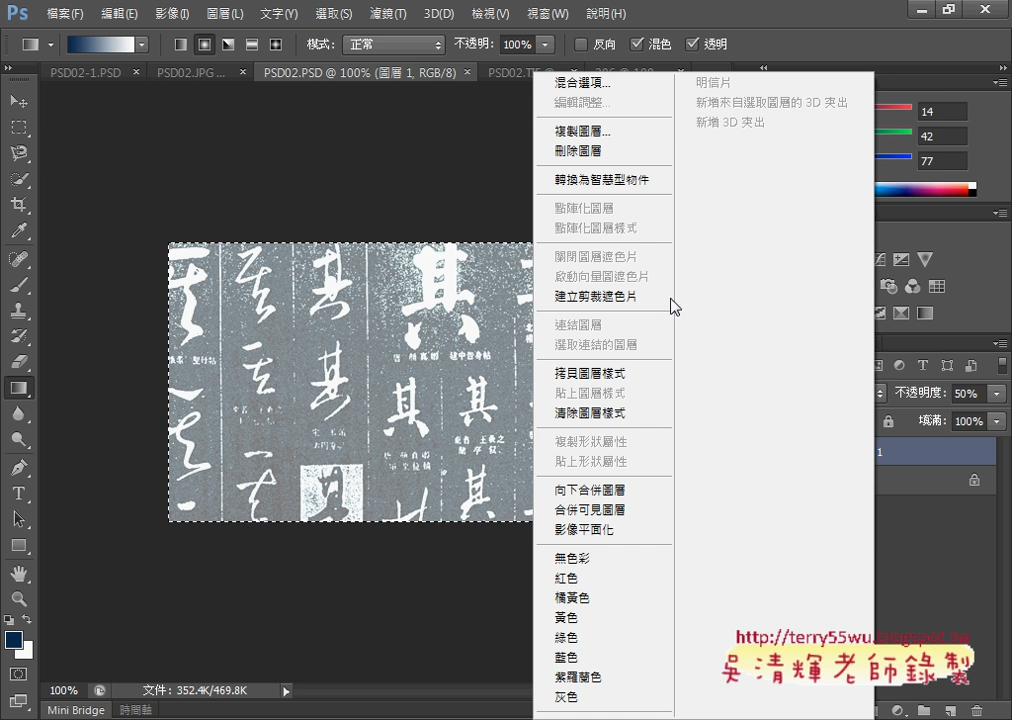 Ps 檔案(F) 編輯(E) 影像(I) 圖層(L) 文字(Y) 選取(S) 濾鏡(T) 3D(D) 檢視(V) 視窗(W) 說明(H)
模式: 正常 不透明: 100% 反向 混色 透明
PSD02-1.PSD × PSD02.JPG ... × PSD02.PSD @ 100% (圖層 1, RGB/8) ×
混合選項...
編輯調整...
複製圖層...
刪除圖層
轉換為智慧型物件
點陣化圖層
點陣化圖層樣式
關閉圖層遮色片
啟動向量圖遮色片
建立剪裁遮色片
連結圖層
選取連結的圖層
拷貝圖層樣式
貼上圖層樣式
清除圖層樣式
複製形狀屬性
貼上形狀屬性
向下合併圖層
合併可見圖層
影像平面化
無色彩
紅色
橘黃色
黃色
綠色
藍色
紫羅蘭色
灰色
明信片
新增來自選取圖層的 3D 突出
新增 3D 突出
14
42
77
不透明度: 50%
填滿: 100%
1
其
其
其
其
100% 文件: 352.4K/469.8K
Mini Bridge 時間軸
http://terry55wu.blogspot.tw
吳清輝老師錄製